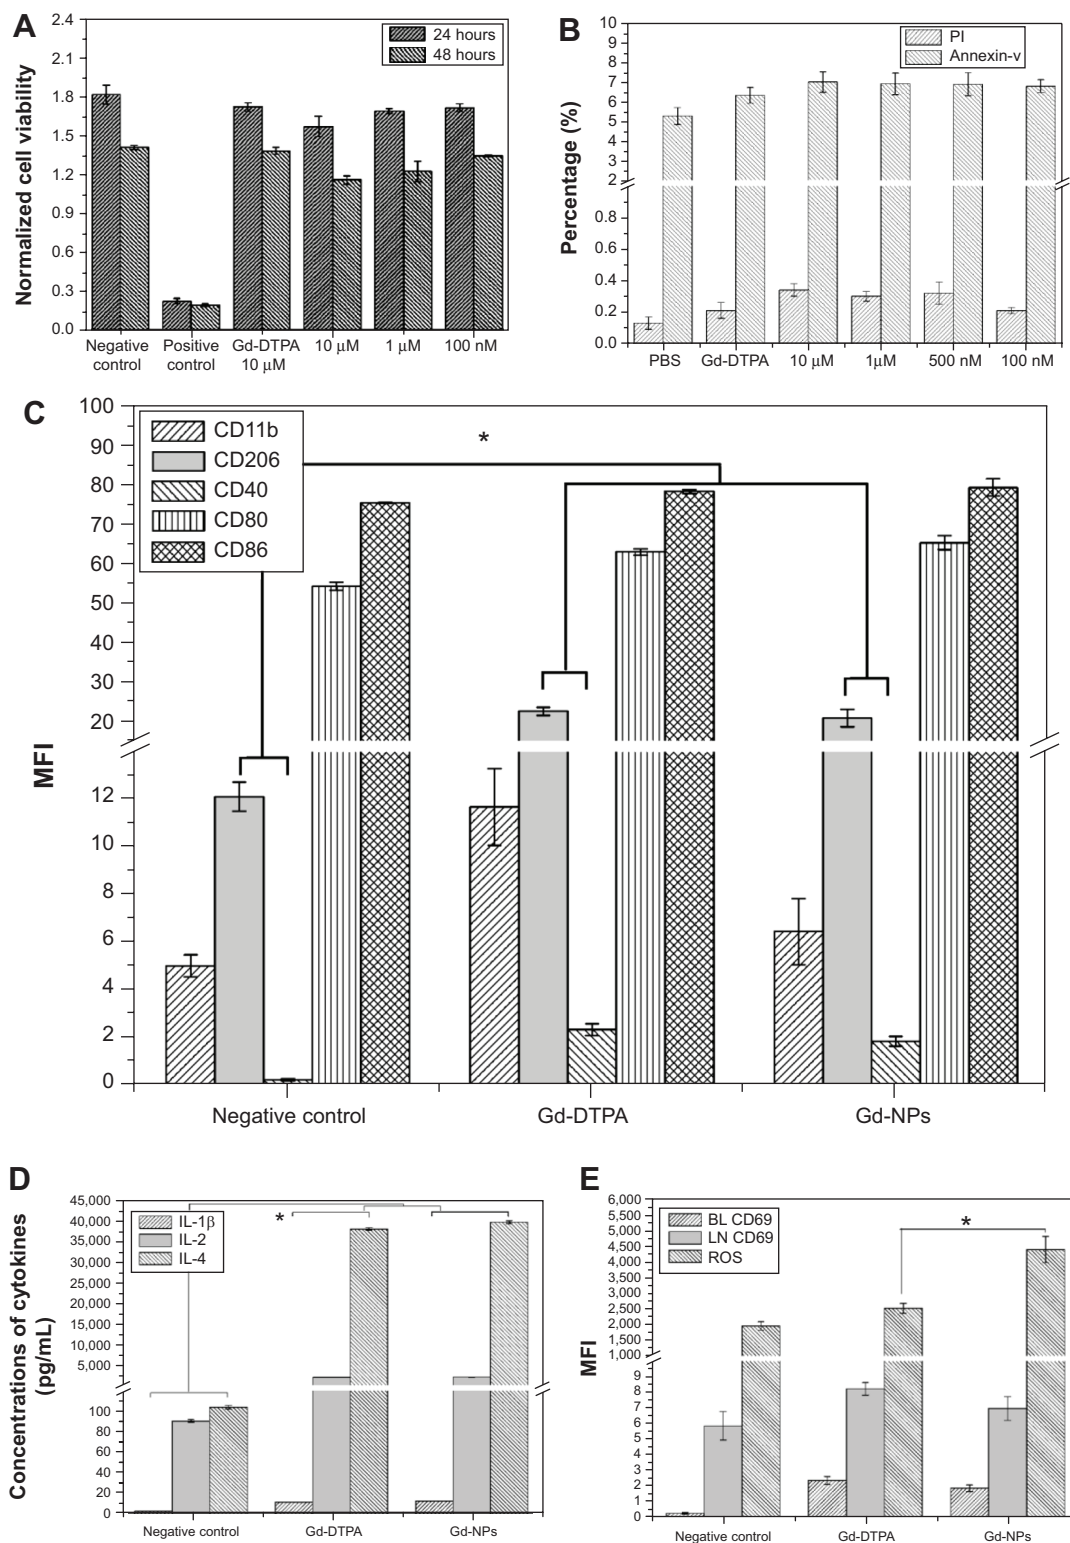 A
Normalized cell viability
2.4
2.1
1.8
1.5
1.2
0.9
0.6
0.3
0.0
24 hours
48 hours
Negative control
Positive control
Gd-DTPA 10 μM
10 μM
1 μM
100 nM
B
Percentage (%)
10
9
8
7
6
5
4
3
2
0.8
0.6
0.4
0.2
0.0
PI
Annexin-v
PBS
Gd-DTPA
10 μM
1μM
500 nM
100 nM
C
MFI
100
90
80
70
60
50
40
30
20
12
10
8
6
4
2
0
CD11b
CD206
CD40
CD80
CD86
*
Negative control
Gd-DTPA
Gd-NPs
D
Concentrations of cytokines
(pg/mL)
45,000
40,000
35,000
30,000
25,000
20,000
15,000
10,000
5,000
100
80
60
40
20
0
IL-1β
IL-2
IL-4
*
Negative control
Gd-DTPA
Gd-NPs
E
MFI
6,000
5,500
5,000
4,500
4,000
3,500
3,000
2,500
2,000
1,500
1,000
9
8
7
6
5
4
3
2
1
0
BL CD69
LN CD69
ROS
*
Negative control
Gd-DTPA
Gd-NPs